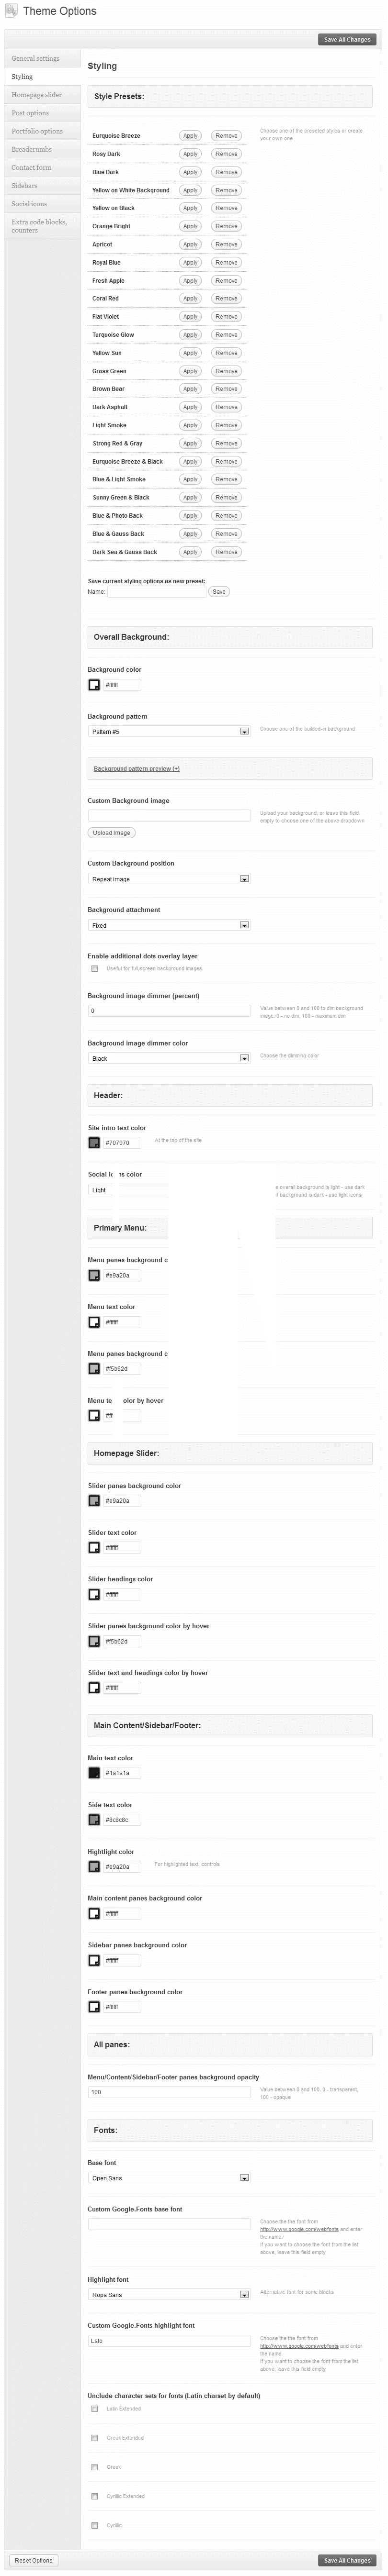 Theme Options
Save All Changes
General settings
Styling
Homepage slider
Post options
Portfolio options
Breadcrumbs
Contact form
Sidebars
Social icons
Extra code blocks,
counters
Styling
Style Presets:
Choose one of the preseted styles or create
your own one
Eurquoise Breeze Apply Remove
Rosy Dark Apply Remove
Blue Dark Apply Remove
Yellow on White Background Apply Remove
Yellow on Black Apply Remove
Orange Bright Apply Remove
Apricot Apply Remove
Royal Blue Apply Remove
Fresh Apple Apply Remove
Coral Red Apply Remove
Flat Violet Apply Remove
Turquoise Glow Apply Remove
Yellow Sun Apply Remove
Grass Green Apply Remove
Brown Bear Apply Remove
Dark Asphalt Apply Remove
Light Smoke Apply Remove
Strong Red & Gray Apply Remove
Eurquoise Breeze & Black Apply Remove
Blue & Light Smoke Apply Remove
Sunny Green & Black Apply Remove
Blue & Photo Back Apply Remove
Blue & Gauss Back Apply Remove
Dark Sea & Gauss Back Apply Remove
Save current styling options as new preset:
Name: Save
Overall Background:
Background color
#ffffff
Background pattern
Pattern #5
Choose one of the builded-in background
Background pattern preview (+)
Custom Background image
Upload your background, or leave this field
empty to choose one of the above dropdown
Upload Image
Custom Background position
Repeat image
Background attachment
Fixed
Enable additional dots overlay layer
Useful for full screen background images
Background image dimmer (percent)
0
Value between 0 and 100 to dim background
image. 0 - no dim, 100 - maximum dim
Background image dimmer color
Black
Choose the dimming color
Header:
Site intro text color
#707070
At the top of the site
Social I ns color
Light
e overall background is light - use dark
if background is dark - use light icons
Primary Menu:
Menu panes background c
#e9a20a
Menu text color
#ffffff
Menu panes background c
#f5b62d
Menu te color by hover
#ff
Homepage Slider:
Slider panes background color
#e9a20a
Slider text color
#ffffff
Slider headings color
#ffffff
Slider panes background color by hover
#f5b62d
Slider text and headings color by hover
#ffffff
Main Content/Sidebar/Footer:
Main text color
#1a1a1a
Side text color
#8c8c8c
Hightlight color
#e9a20a
For highlighted text, controls
Main content panes background color
#ffffff
Sidebar panes background color
#ffffff
Footer panes background color
#ffffff
All panes:
Menu/Content/Sidebar/Footer panes background opacity
100
Value between 0 and 100. 0 - transparent,
100 - opaque
Fonts:
Base font
Open Sans
Custom Google.Fonts base font
Choose the the font from
http://www.google.com/webfonts and enter
the name.
If you want to choose the font from the list
above, leave this field empty
Highlight font
Ropa Sans
Alternative font for some blocks
Custom Google.Fonts highlight font
Lato
Choose the the font from
http://www.google.com/webfonts and enter
the name.
If you want to choose the font from the list
above, leave this field empty
Unclude character sets for fonts (Latin charset by default)
Latin Extended
Greet Extended
Greet
Cyrillic Extended
Cyrillic
Reset Options
Save All Changes